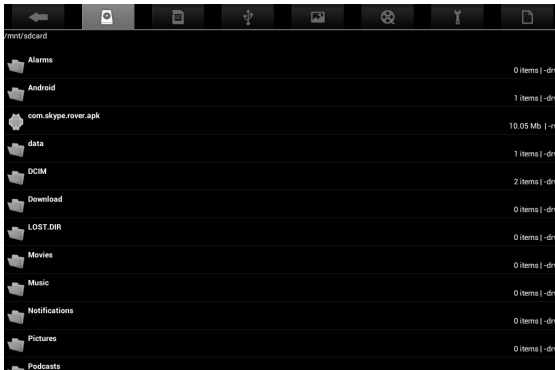 /mnt/sdcard
Alarms
0 items | -dr
Android
1 items | -dr
com.skype.rover.apk
10.05 Mb | -r
data
1 items | -dr
DCIM
2 items | -dr
Download
0 items | -dr
LOST.DIR
0 items | -dr
Movies
0 items | -dr
Music
0 items | -dr
Notifications
0 items | -dr
Pictures
0 items | -dr
Podcasts